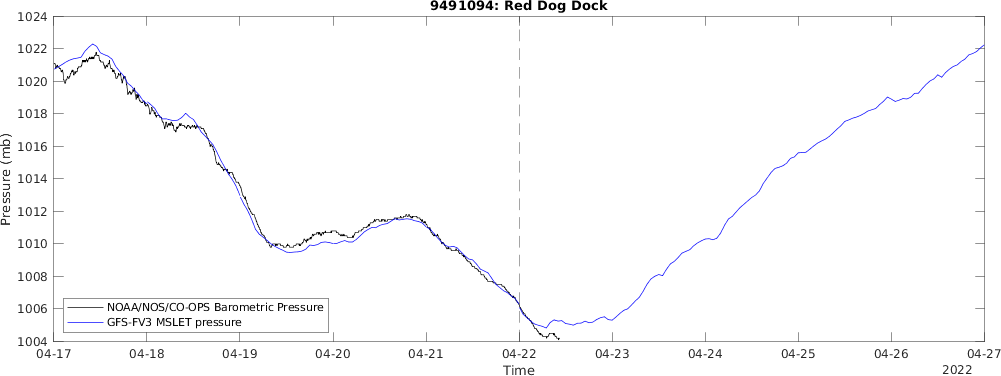 9491094: Red Dog Dock
1024
1022
1020
1018
1016
1014
1012
1010
1008
1006
1004
Pressure (mb)
NOAA/NOS/CO-OPS Barometric Pressure
GFS-FV3 MSLET pressure
04-17 04-18 04-19 04-20 04-21 04-22 04-23 04-24 04-25 04-26 04-27
Time
2022